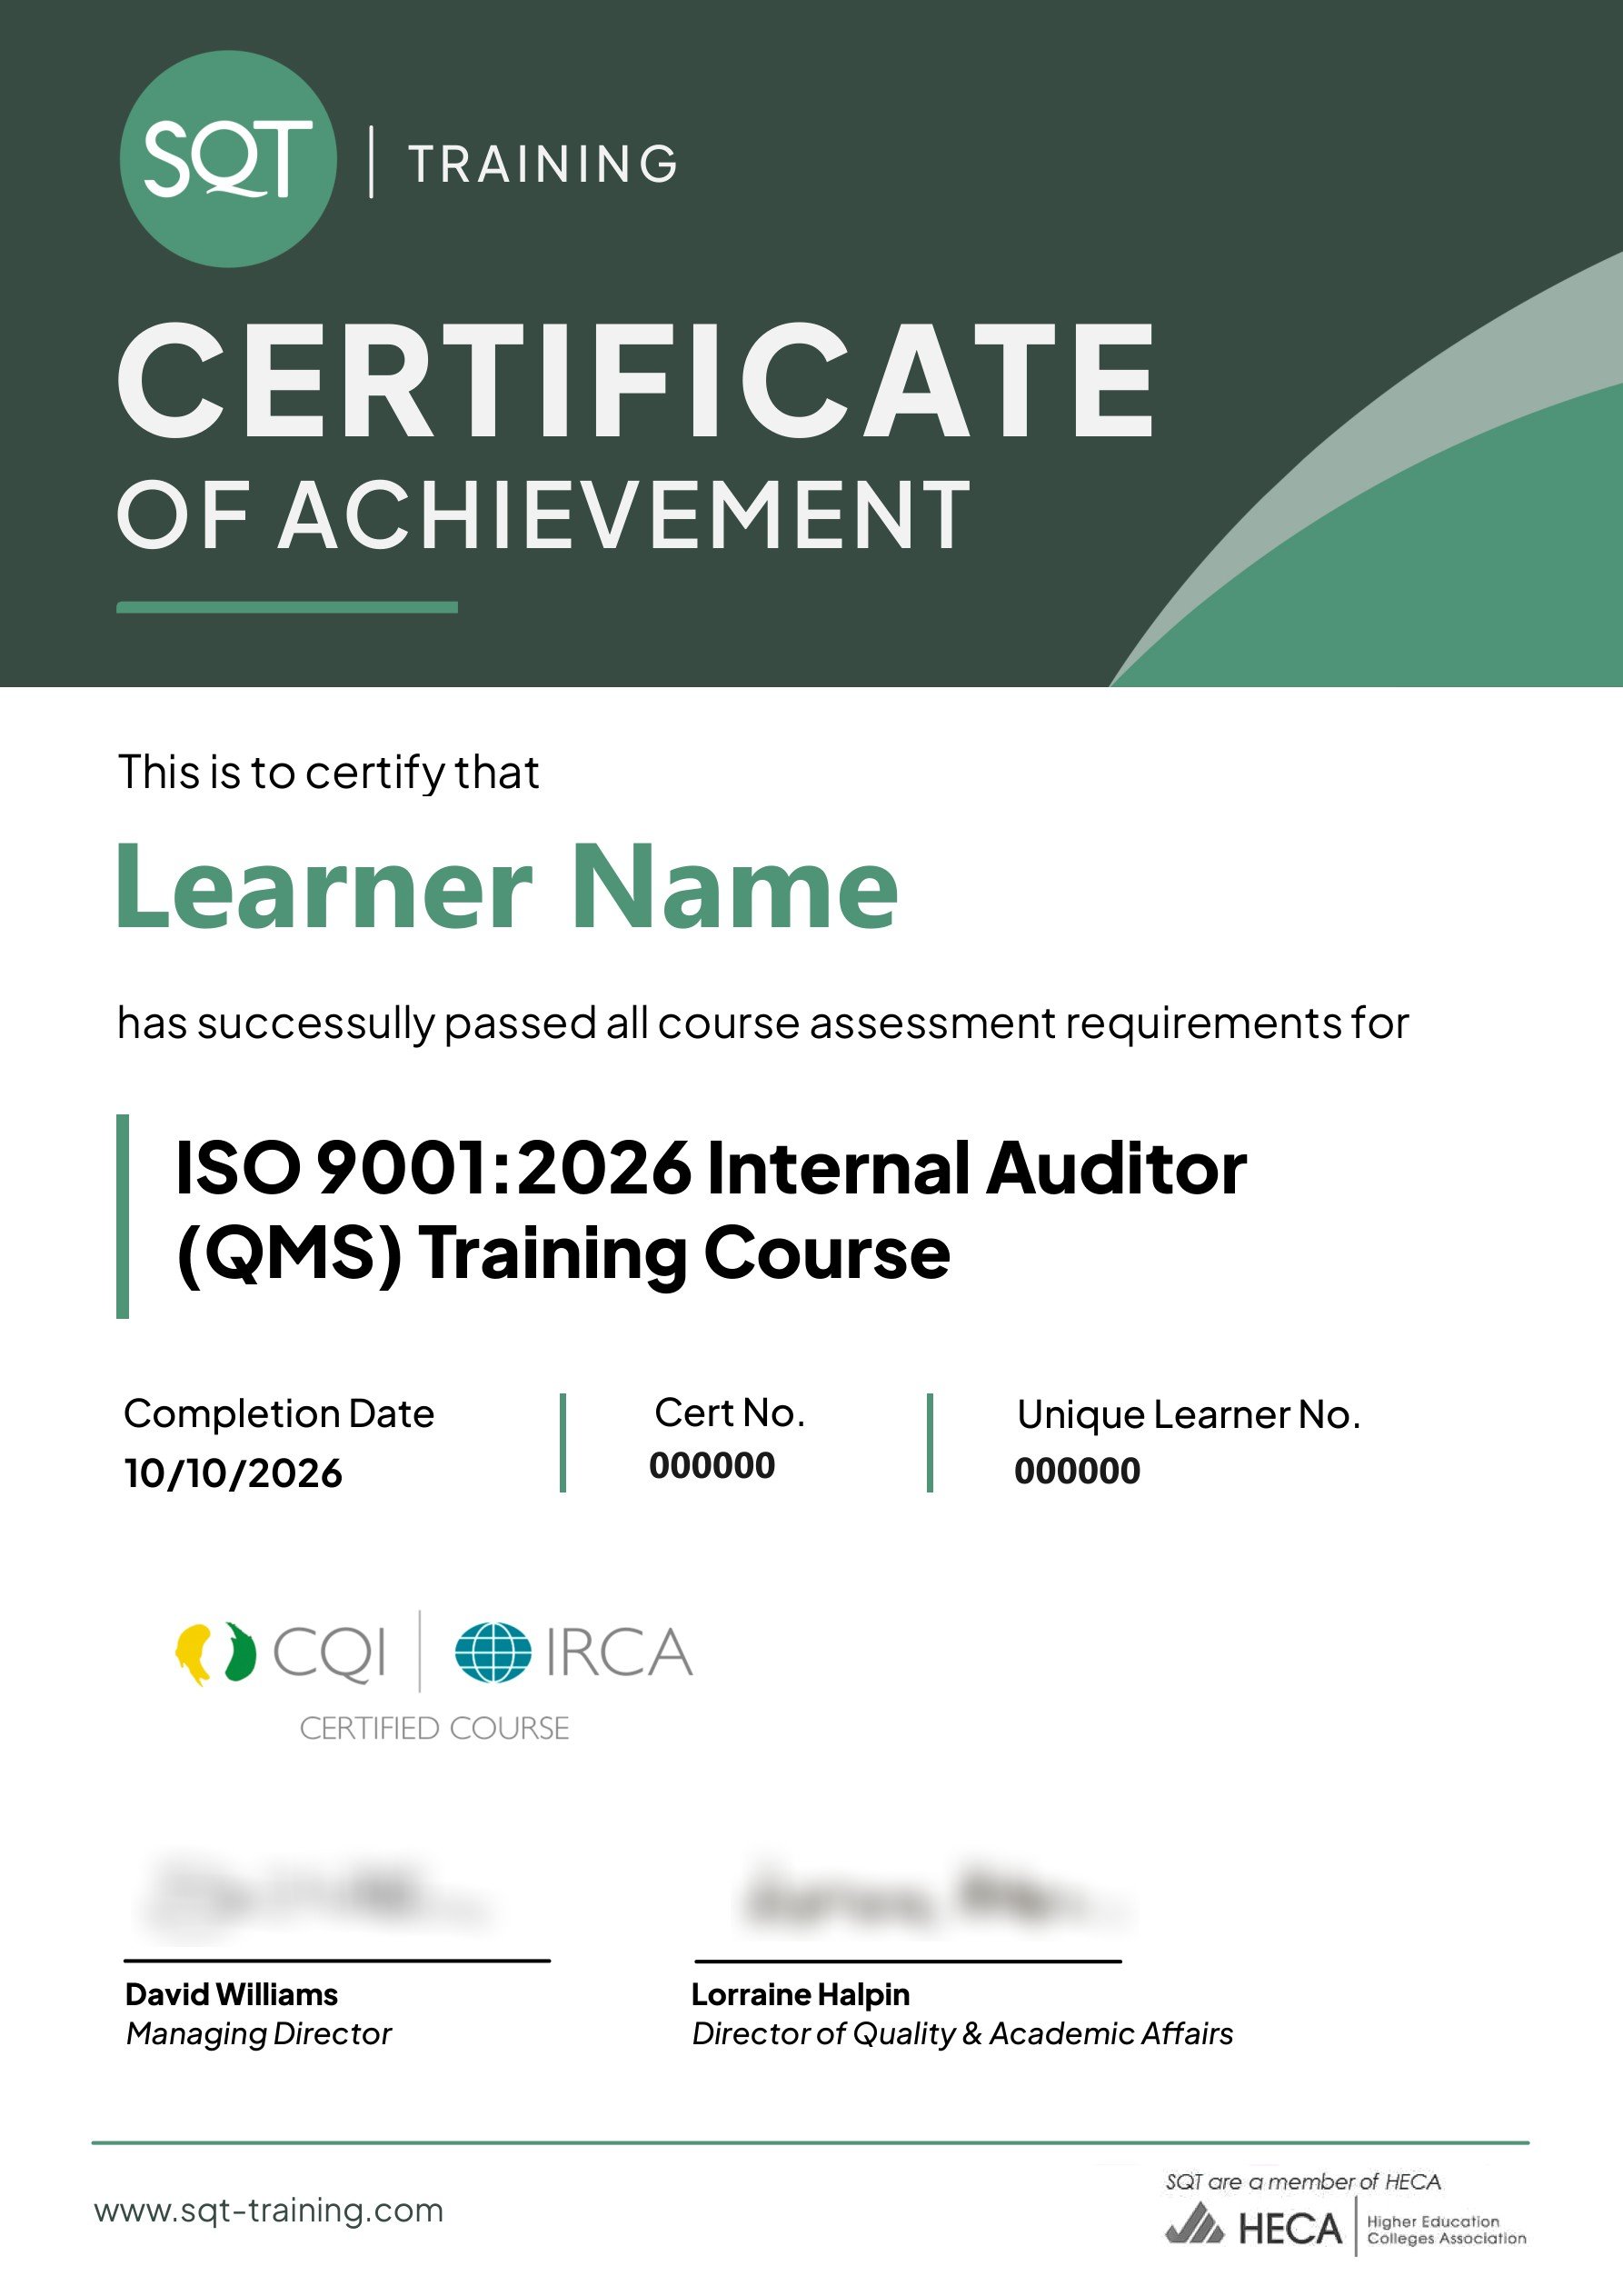 SQT | TRAINING
CERTIFICATE
OF ACHIEVEMENT
This is to certify that
Learner Name
has successully passed all course assessment requirements for
ISO 9001:2026 Internal Auditor
(QMS) Training Course
Completion Date
10/10/2026
Cert No.
000000
Unique Learner No.
000000
CQI | IRCA
CERTIFIED COURSE
David Williams
Managing Director
Lorraine Halpin
Director of Quality & Academic Affairs
www.sqt-training.com
SQT are a member of HECA
HECA
Higher Education
Colleges Association